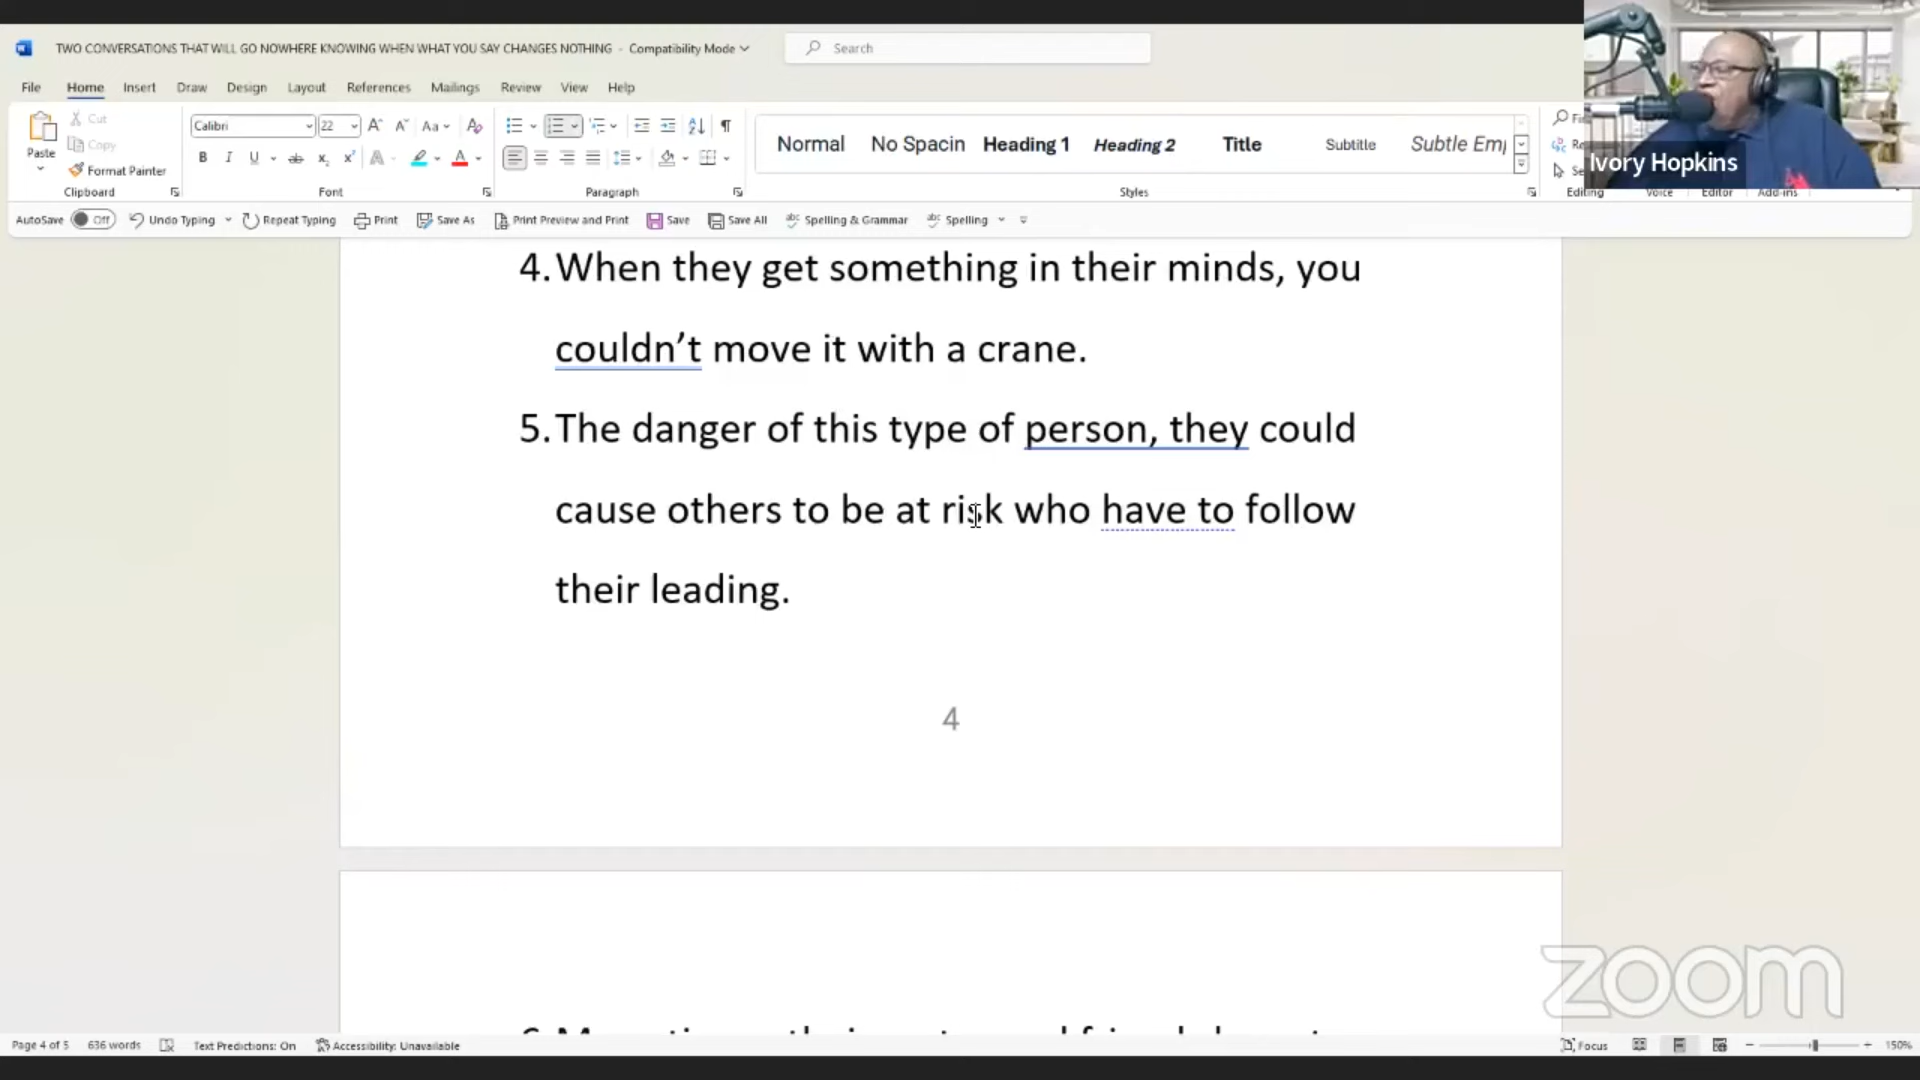 TWO CONVERSATIONS THAT WILL GO NOWHERE KNOWING WHEN WHAT YOU SAY CHANGES NOTHING - Compatibility Mode
Search
File Home Insert Draw Design Layout References Mailings Review View Help
Paste
Cut
Copy
Format Painter
Clipboard
Calibri 22
Font
Paragraph
Normal No Spacin Heading 1 Heading 2 Title Subtitle Subtle Emp
Styles
Editing Voice Editor Add-ins
Ivory Hopkins
AutoSave Off Undo Typing Repeat Typing Print Save As Print Preview and Print Save Save All Spelling & Grammar Spelling
4. When they get something in their minds, you
couldn’t move it with a crane.
5. The danger of this type of person, they could
cause others to be at risk who have to follow
their leading.
4
zoom
Page 4 of 5 636 words Text Predictions: On Accessibility: Unavailable Focus 150%